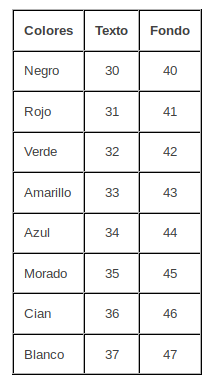 Colores Texto Fondo
Negro 30 40
Rojo 31 41
Verde 32 42
Amarillo 33 43
Azul 34 44
Morado 35 45
Cian 36 46
Blanco 37 47